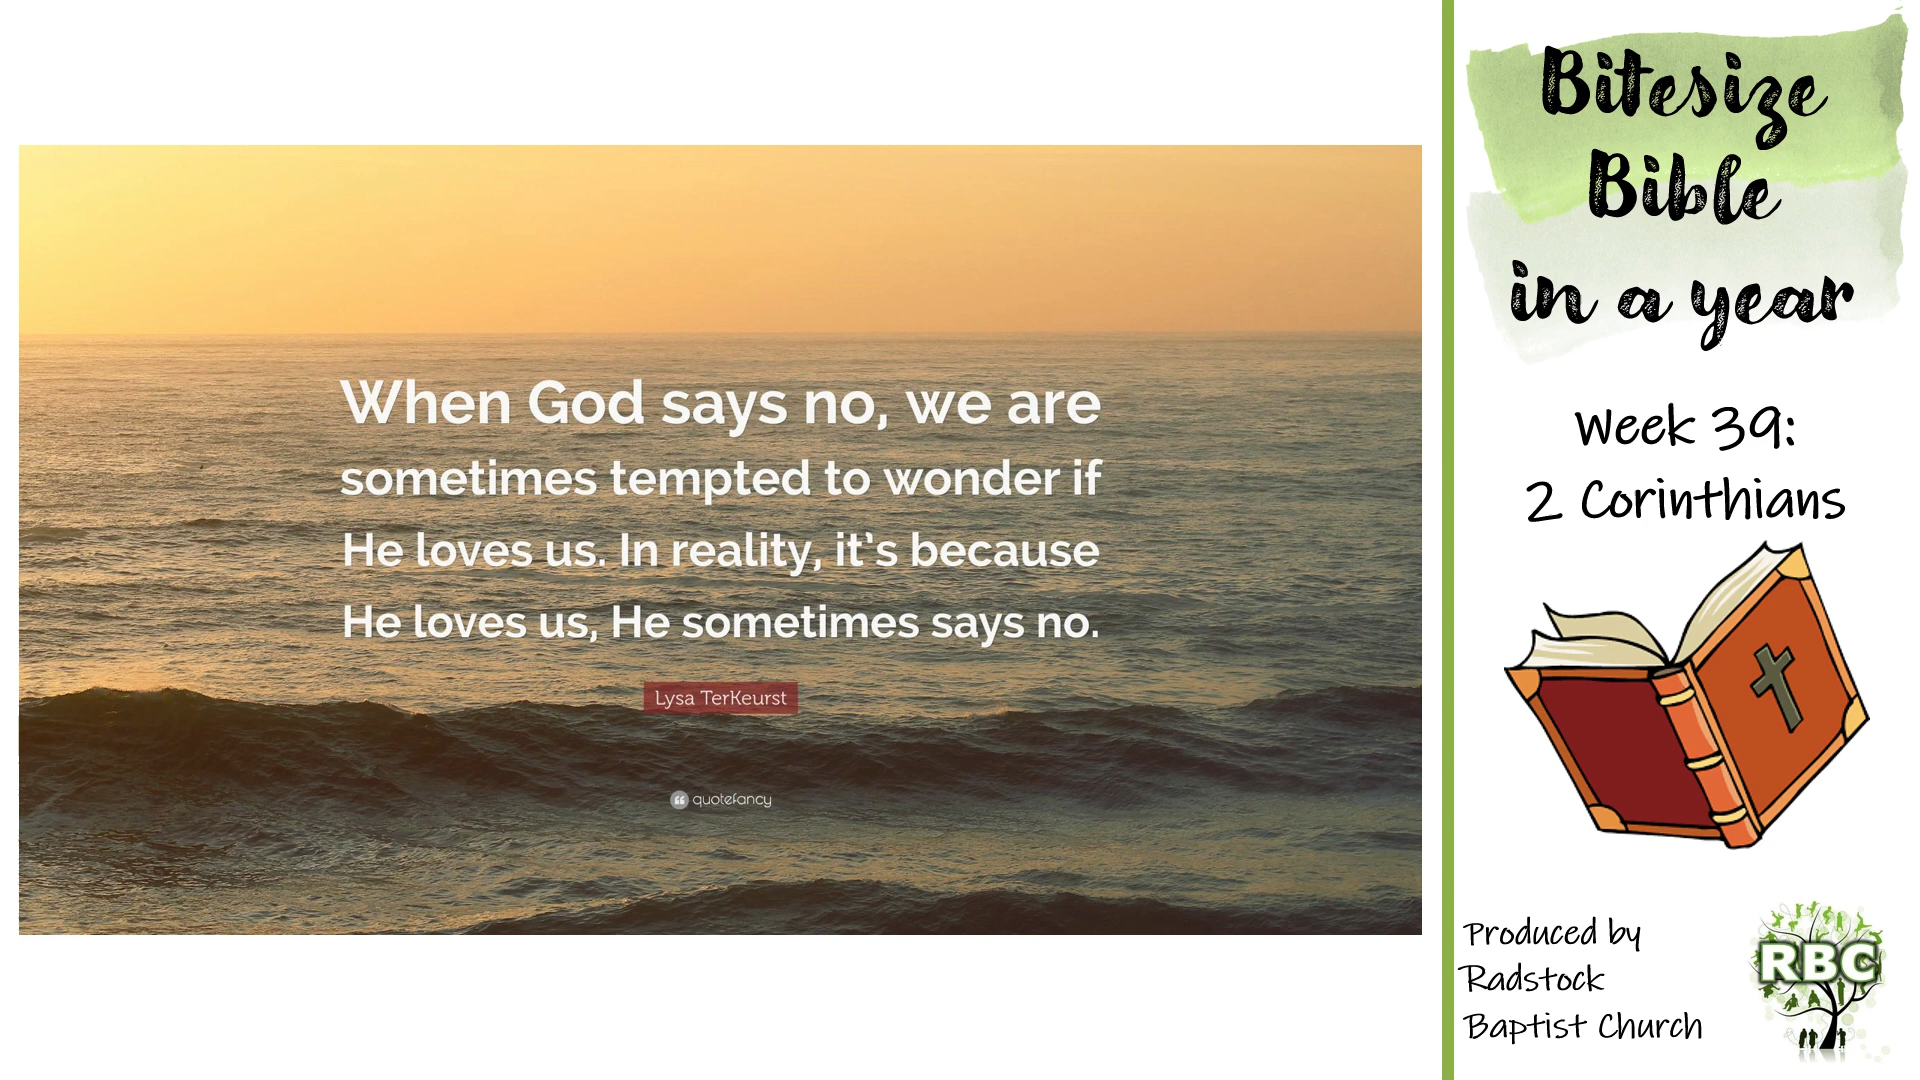 When God says no, we are
sometimes tempted to wonder if
He loves us. In reality, it's because
He loves us, He sometimes says no.
Lysa TerKeurst
quotefancy
Bitesize
Bible
in a year
Week 39:
2 Corinthians
Produced by
Radstock
Baptist Church
RBC